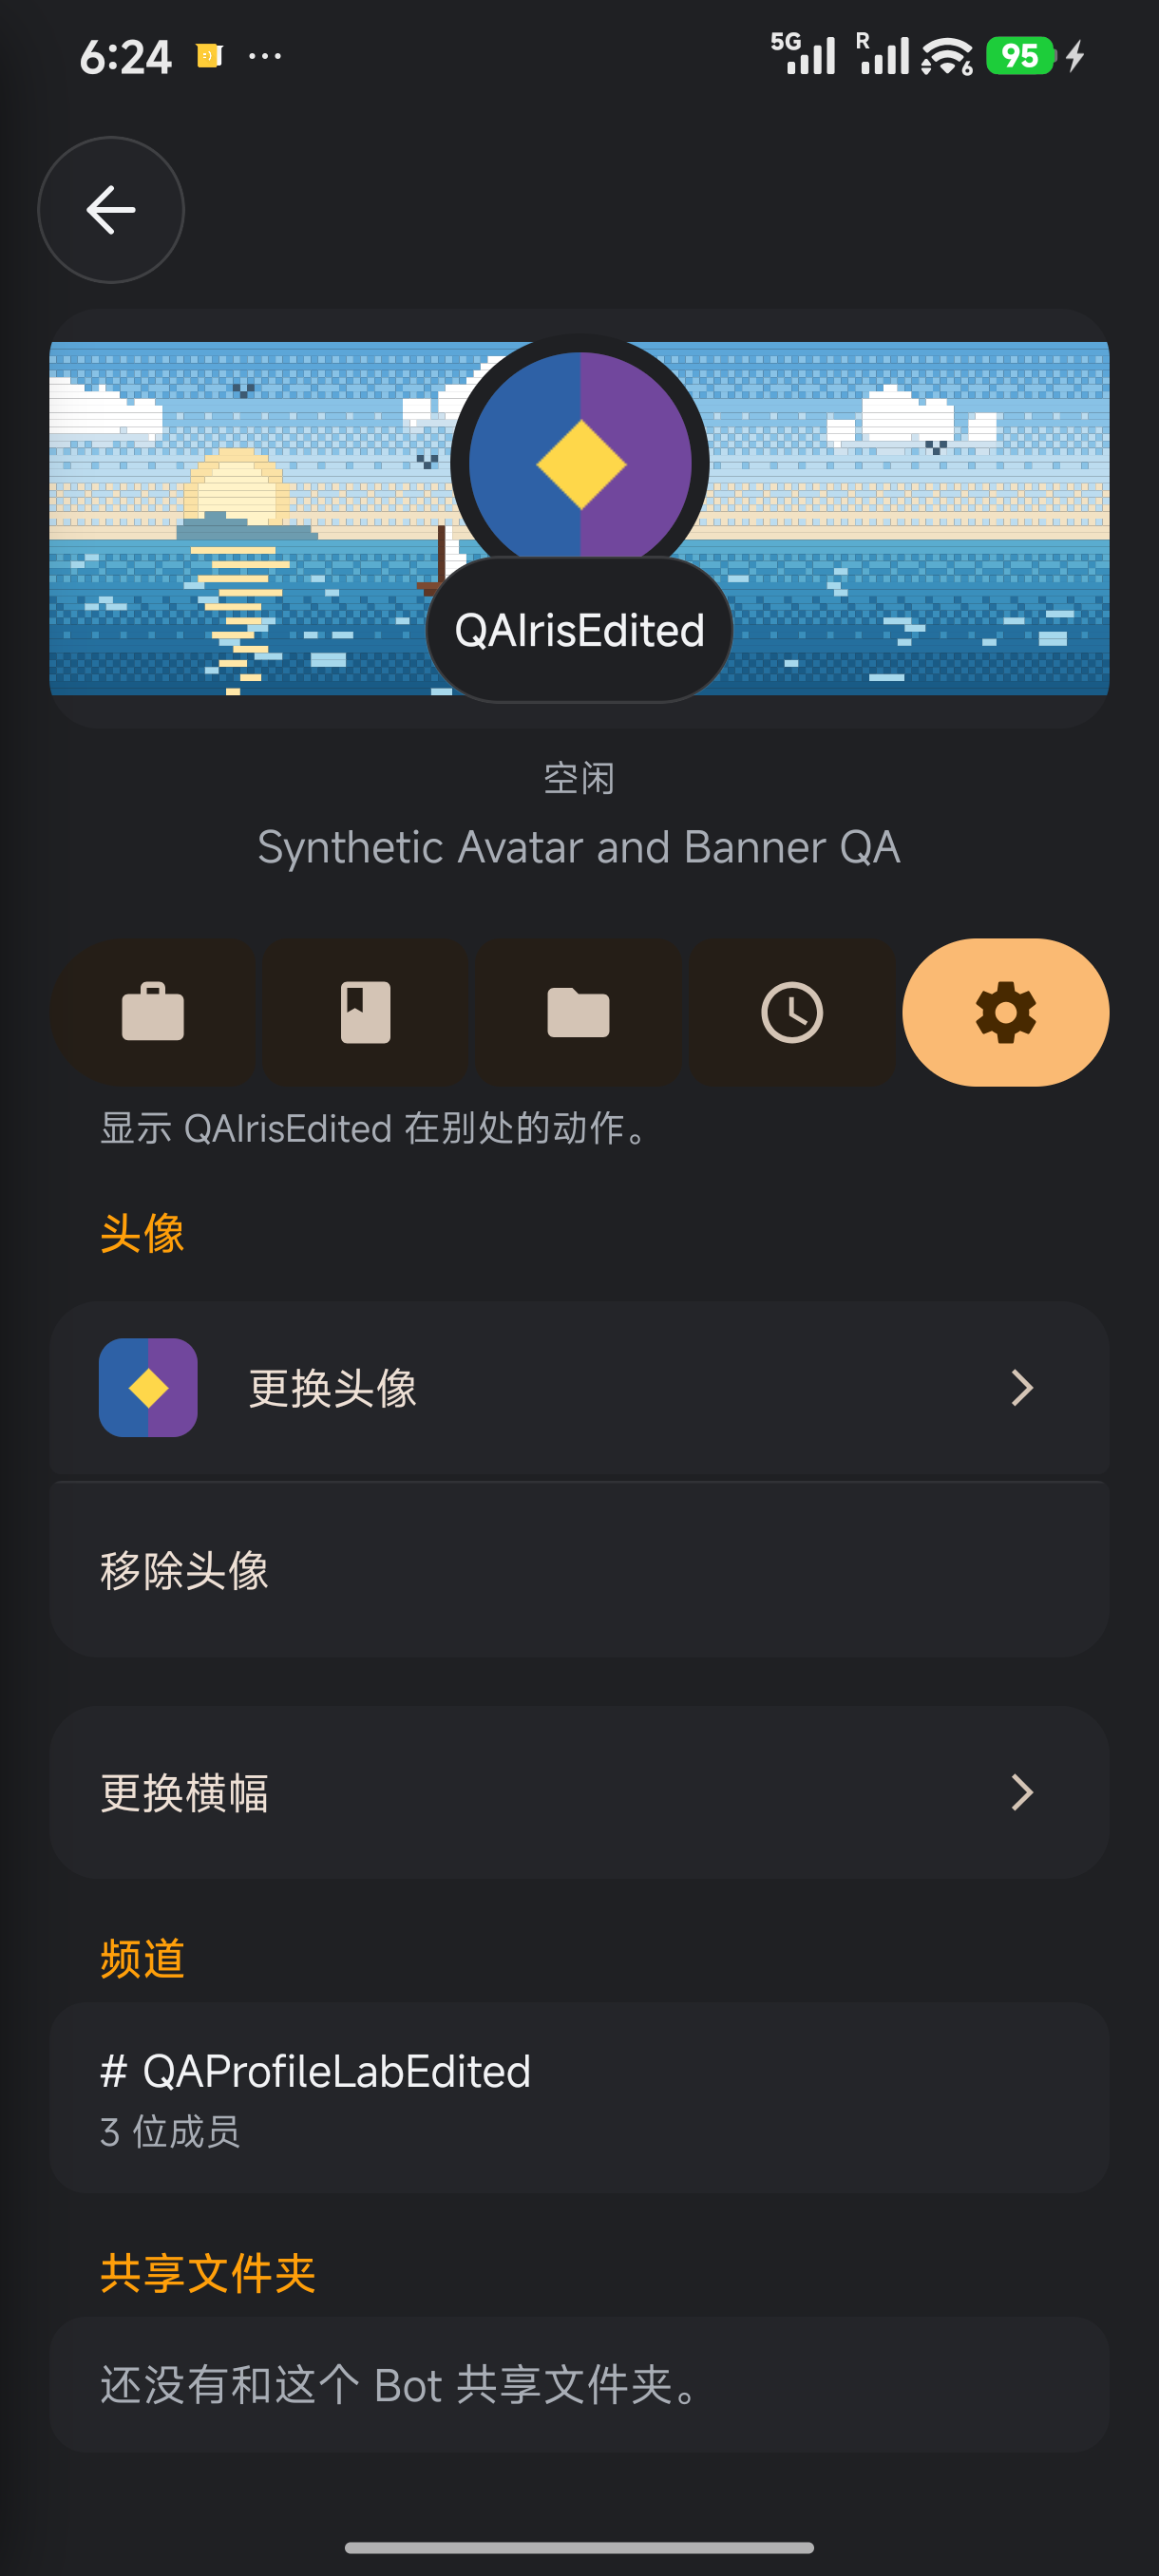 6:24
5G R 6 95
QAIrisEdited
空闲
Synthetic Avatar and Banner QA
显示 QAIrisEdited 在别处的动作。
头像
更换头像
移除头像
更换横幅
频道
# QAProfileLabEdited
3 位成员
共享文件夹
还没有和这个 Bot 共享文件夹。